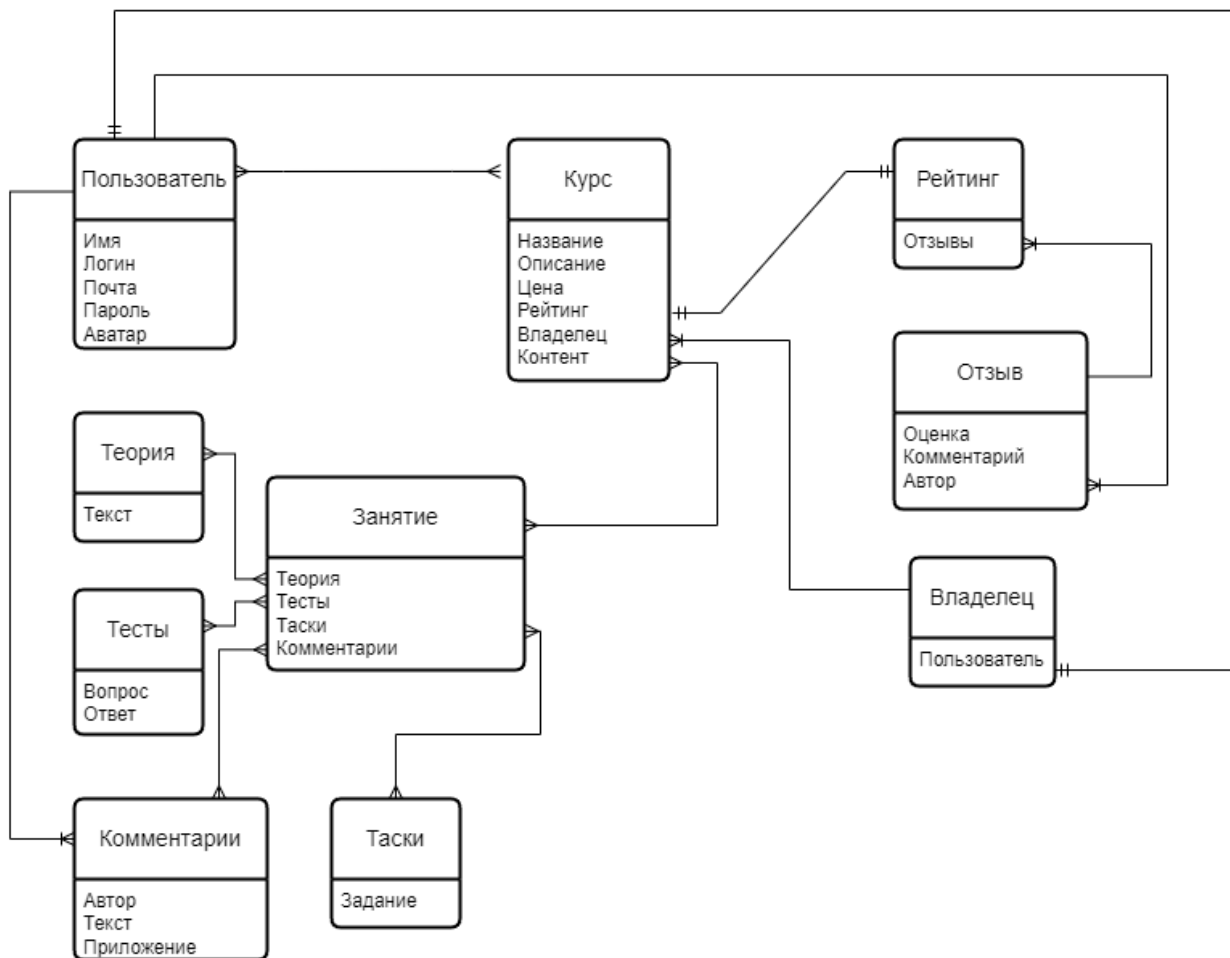 Пользователь
Имя
Логин
Почта
Пароль
Аватар
Курс
Название
Описание
Цена
Рейтинг
Владелец
Контент
Рейтинг
Отзывы
Отзыв
Оценка
Комментарий
Автор
Теория
Текст
Занятие
Теория
Тесты
Таски
Комментарии
Владелец
Пользователь
Тесты
Вопрос
Ответ
Комментарии
Автор
Текст
Приложение
Таски
Задание